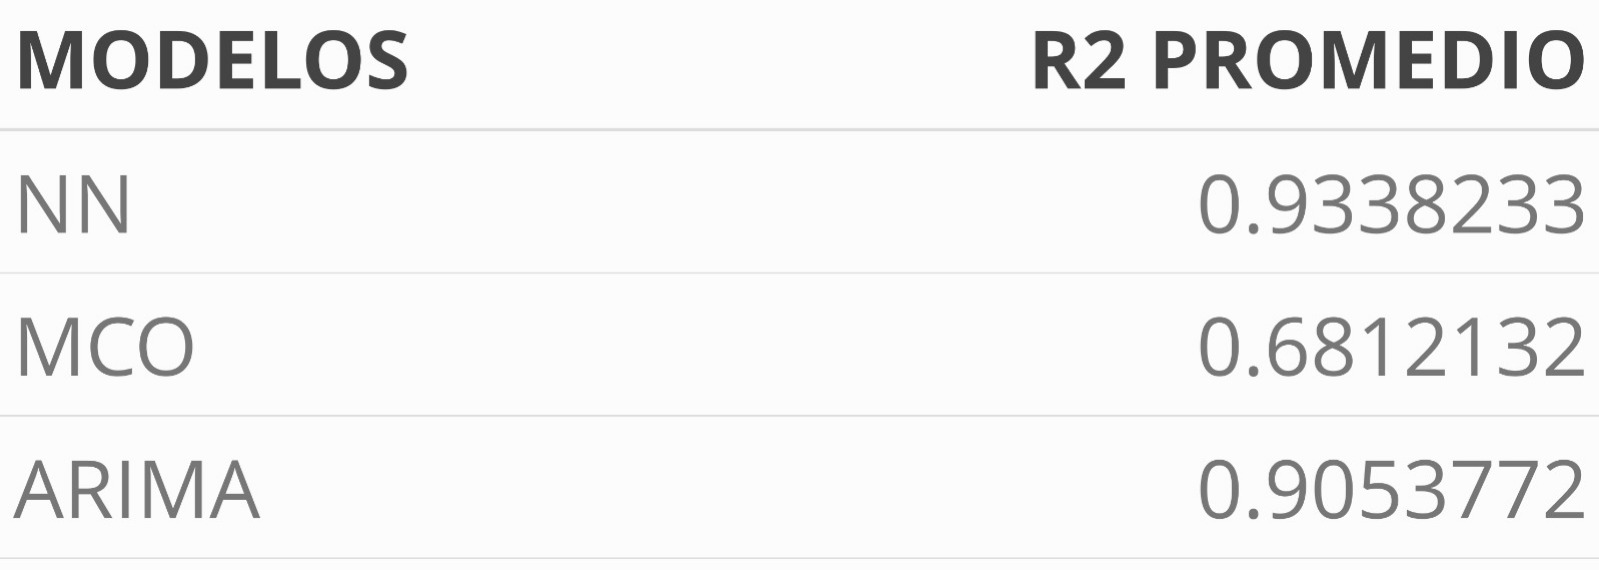 MODELOS R2 PROMEDIO
NN 0.9338233
MCO 0.6812132
ARIMA 0.9053772